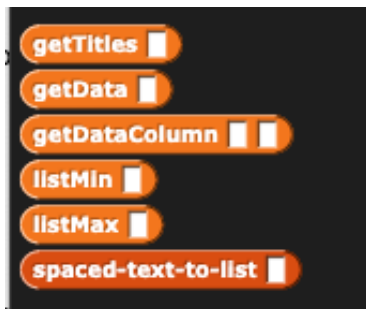 getTitles
getData
getDataColumn
listMin
listMax
spaced-text-to-list